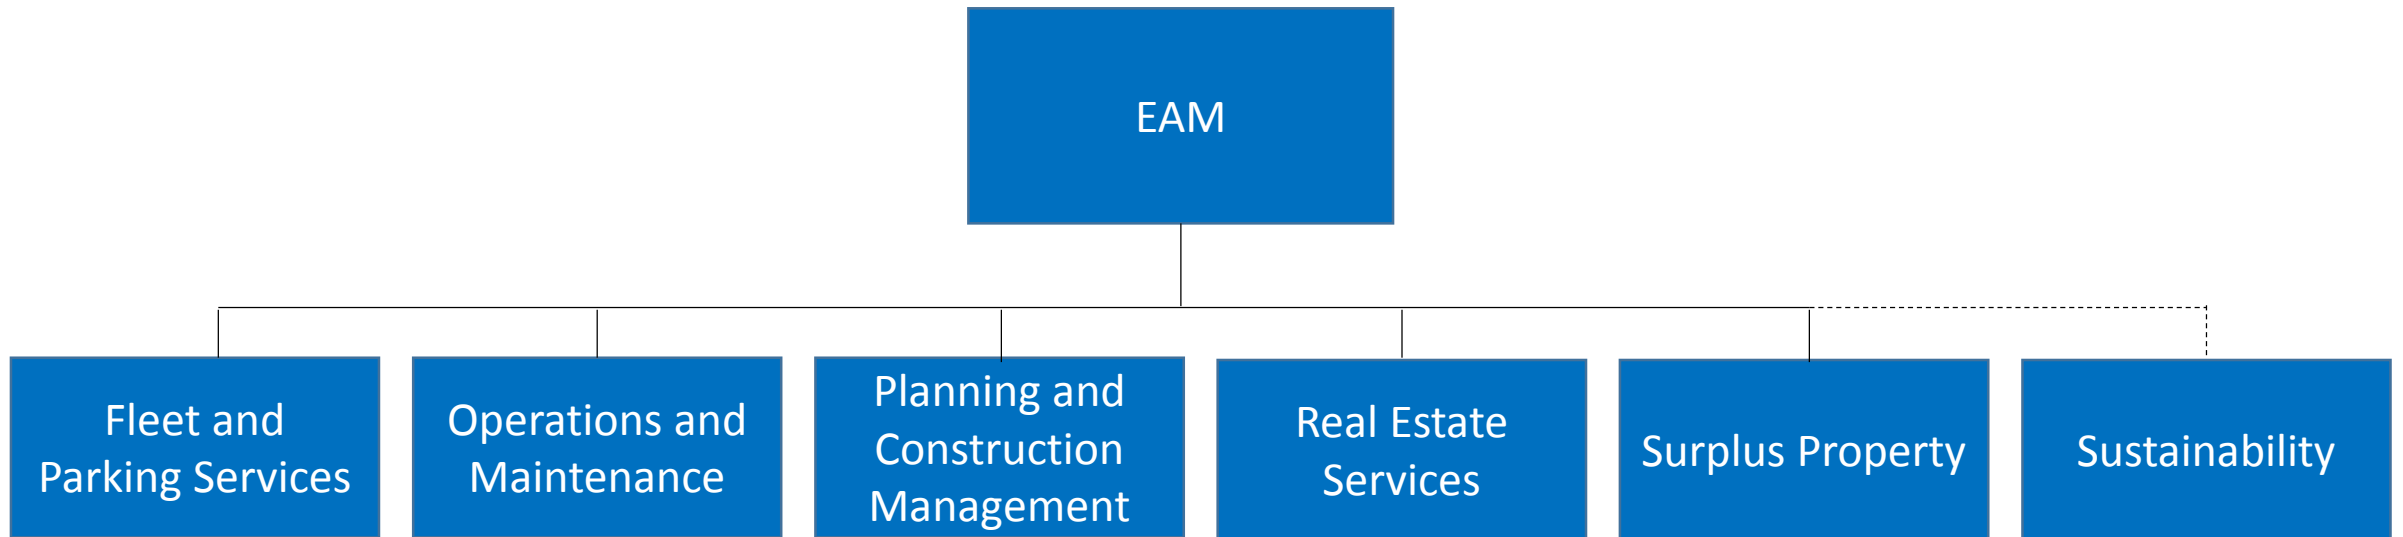 EAM
Fleet and
Parking Services
Operations and
Maintenance
Planning and
Construction
Management
Real Estate
Services
Surplus Property
Sustainability